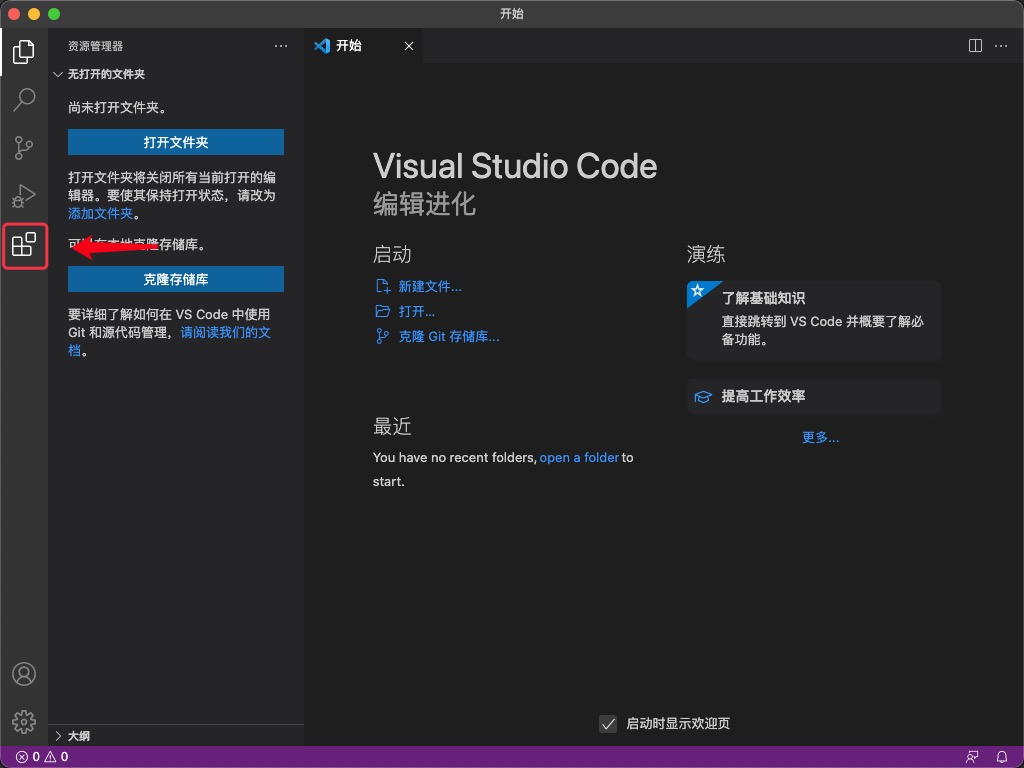 开始
资源管理器
开始
无打开的文件夹
尚未打开文件夹。
打开文件夹
打开文件夹将关闭所有当前打开的编
辑器。要使其保持打开状态，请改为
添加文件夹。
可以在本地克隆存储库。
克隆存储库
要详细了解如何在 VS Code 中使用
Git 和源代码管理，请阅读我们的文
档。
大纲
Visual Studio Code
编辑进化
启动
新建文件...
打开...
克隆 Git 存储库...
最近
You have no recent folders, open a folder to
start.
演练
了解基础知识
直接跳转到 VS Code 并概要了解必
备功能。
提高工作效率
更多...
启动时显示欢迎页
0 0